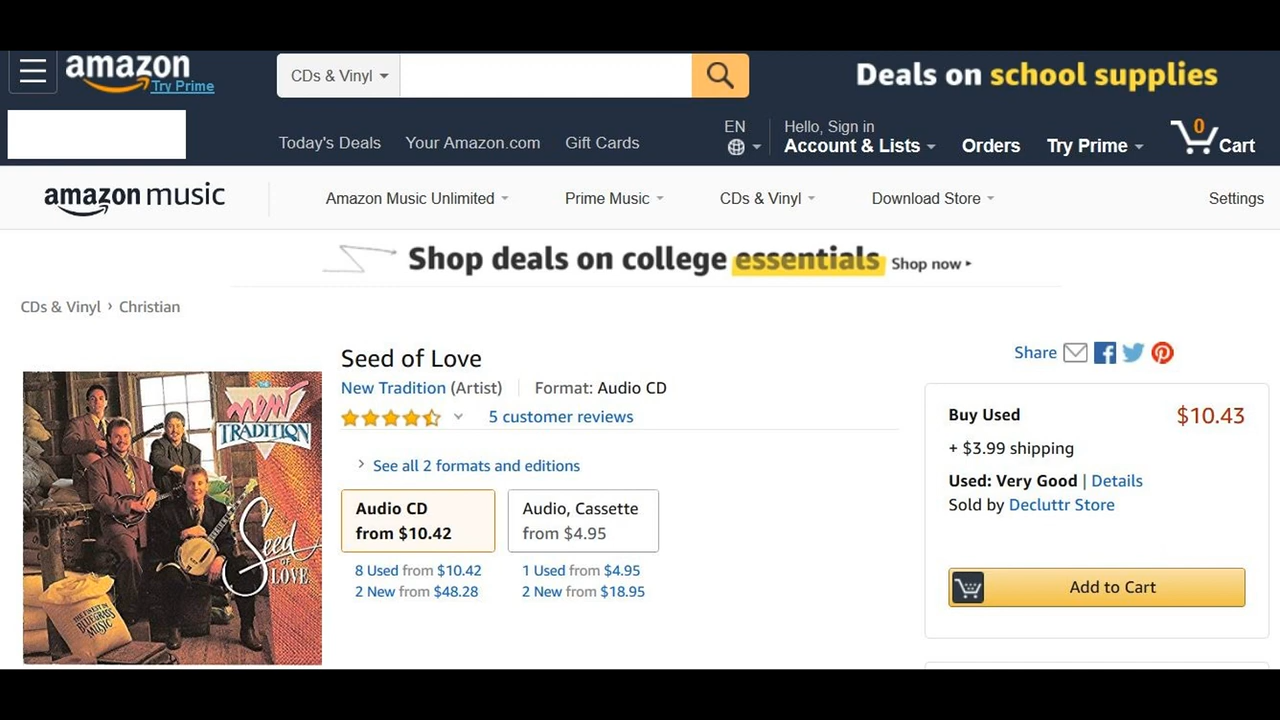 amazon
Try Prime
CDs & Vinyl
Deals on school supplies
Today's Deals
Your Amazon.com
Gift Cards
EN
Hello, Sign in
Account & Lists
Orders
Try Prime
0
Cart
amazon music
Amazon Music Unlimited
Prime Music
CDs & Vinyl
Download Store
Settings
Shop deals on college essentials Shop now
CDs & Vinyl › Christian
Seed of Love
New Tradition (Artist)
Format: Audio CD
5 customer reviews
See all 2 formats and editions
Audio CD
from $10.42
Audio, Cassette
from $4.95
8 Used from $10.42
2 New from $48.28
1 Used from $4.95
2 New from $18.95
Share
Buy Used
$10.43
+ $3.99 shipping
Used: Very Good | Details
Sold by Decluttr Store
Add to Cart
THE
new
TRADITION
Seed
OF
LOVE
THE FINEST IN
BLUEGRASS
MUSIC